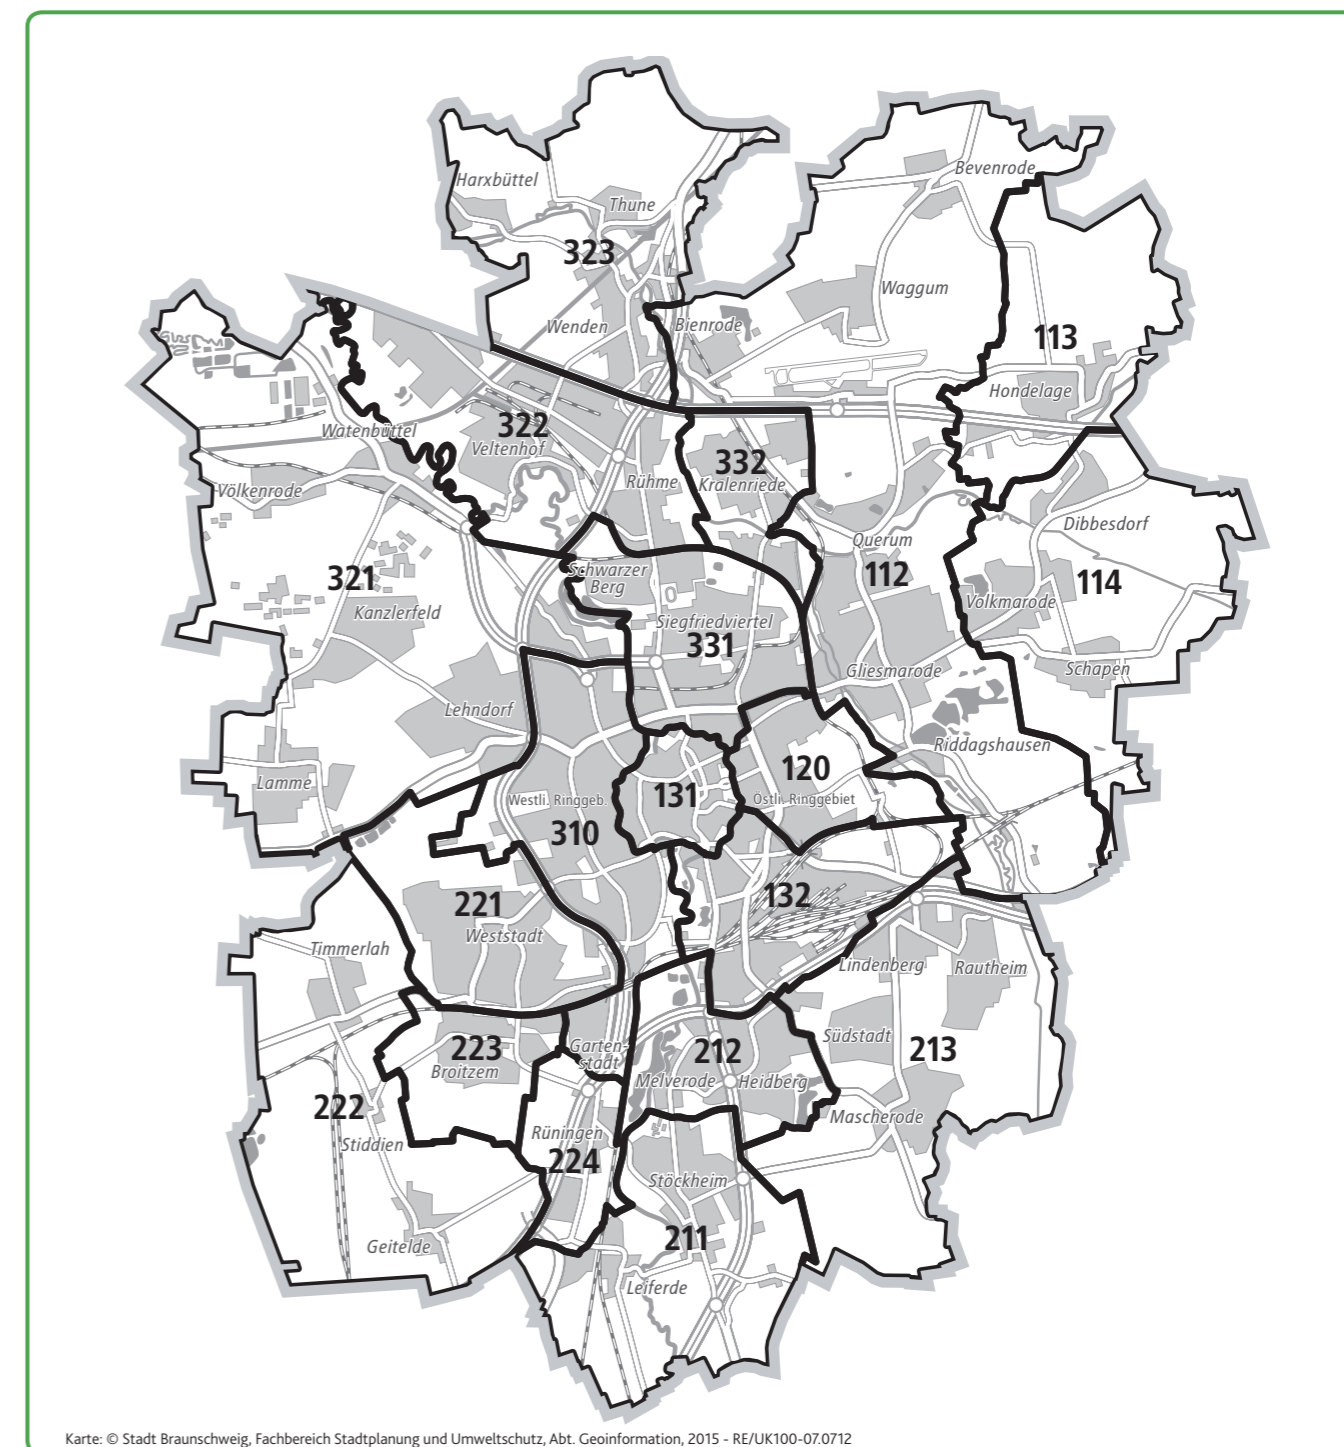 Bevenrode
Harxbüttel
Thune
323
Waggum
Wenden
Bienrode
113
Hondelage
Watenbüttel
322
Veltenhof
332
Kralenriede
Rühme
Völkenrode
Dibbesdorf
Querum
112
114
Schwarzer
Berg
321
Kanzlerfeld
Volkmarode
Siegfriedviertel
331
Gliesmarode
Schapen
Lehndorf
Riddagshausen
Lamme
120
131
Westli. Ringgeb.
Östli. Ringgebiet
310
132
221
Weststadt
Timmerlah
Lindenberg
Rautheim
Südstadt
213
223
Broitzem
Garten-
stadt
212
Melverode
Heidberg
222
Mascherode
Stiddien
Rüningen
224
Stöckheim
211
Geitelde
Leiferde
Karte: © Stadt Braunschweig, Fachbereich Stadtplanung und Umweltschutz, Abt. Geoinformation, 2015 - RE/UK100-07.0712